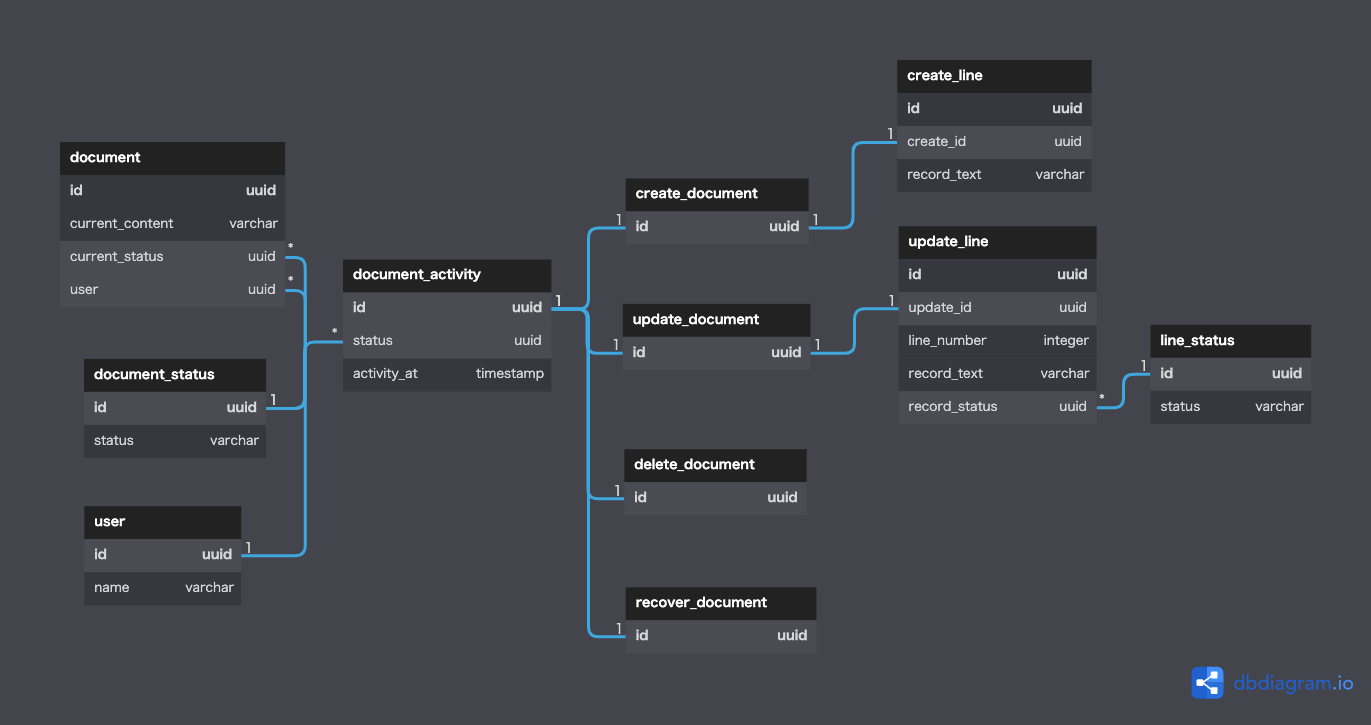 document
id uuid
current_content varchar
current_status uuid *
user uuid *
document_status
id uuid 1
status varchar
user
id uuid 1
name varchar
document_activity
id uuid 1
* status uuid
activity_at timestamp
create_document
1 id uuid 1
update_document
1 id uuid 1
delete_document
1 id uuid
recover_document
1 id uuid
create_line
id uuid
1 create_id uuid
record_text varchar
update_line
id uuid
1 update_id uuid
line_number integer
record_text varchar
record_status uuid *
line_status
1 id uuid
status varchar
dbdiagram.io